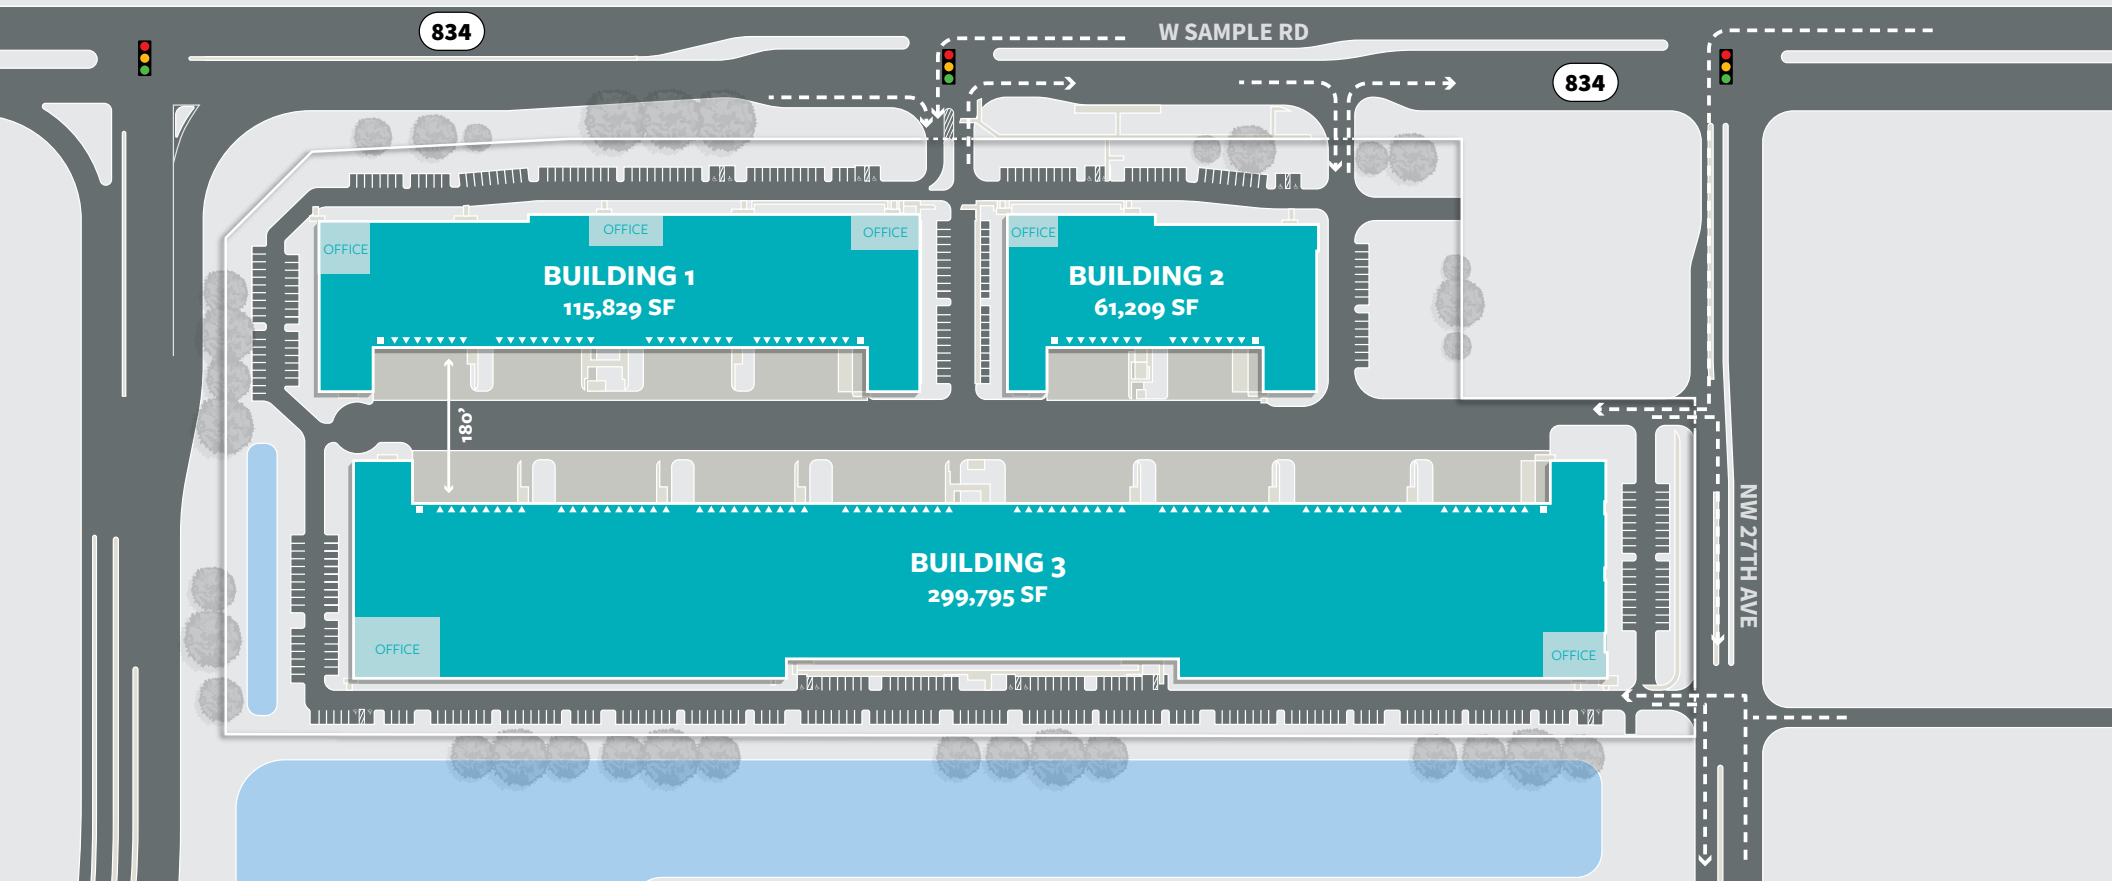 834
W SAMPLE RD
834
OFFICE
OFFICE
OFFICE
OFFICE
BUILDING 1
115,829 SF
BUILDING 2
61,209 SF
180'
BUILDING 3
299,795 SF
NW 27TH AVE
OFFICE
OFFICE